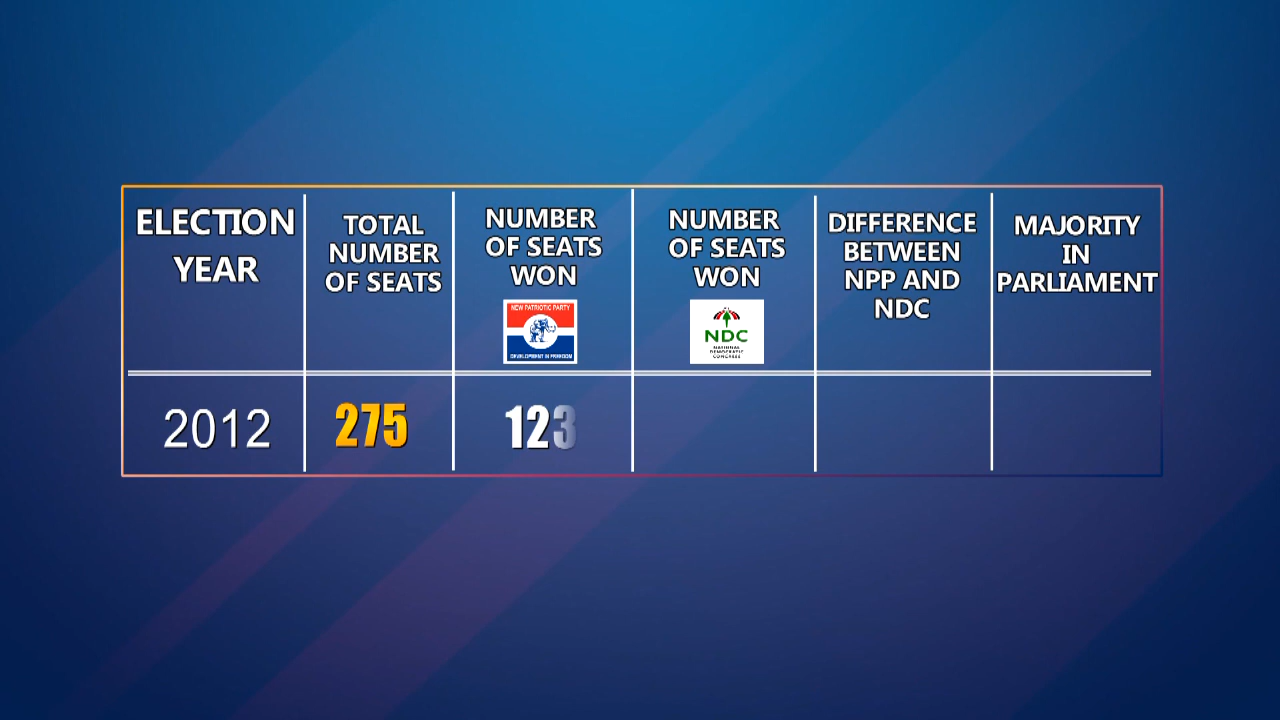 ELECTION
YEAR
TOTAL
NUMBER
OF SEATS
NUMBER
OF SEATS
WON
NEW PATRIOTIC PARTY
DEVELOPMENT IN FREEDOM
NUMBER
OF SEATS
WON
NDC
NATIONAL
DEMOCRATIC
CONGRESS
DIFFERENCE
BETWEEN
NPP AND
NDC
MAJORITY
IN
PARLIAMENT
2012
275
123